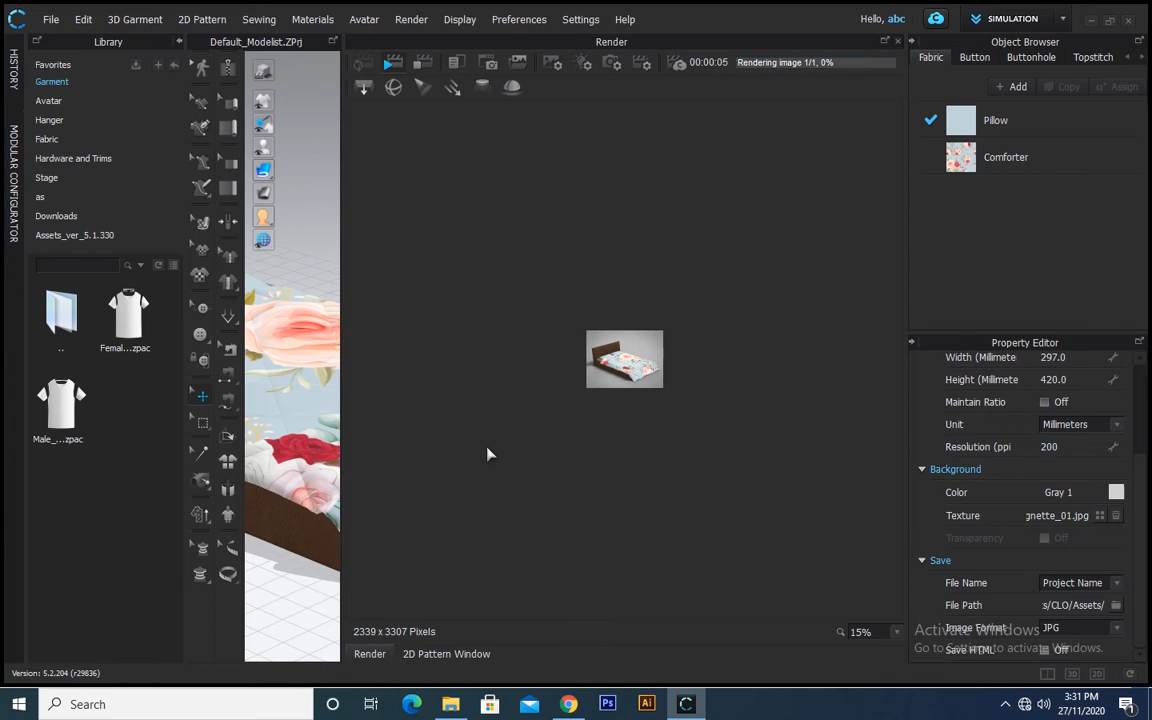 File Edit 3D Garment 2D Pattern Sewing Materials Avatar Render Display Preferences Settings Help
Hello, abc
SIMULATION
HISTORY
MODULAR CONFIGURATOR
Library
Favorites
Garment
Avatar
Hanger
Fabric
Hardware and Trims
Stage
as
Downloads
Assets_ver_5.1.330
..
Femal...zpac
Male_...zpac
Default_Modelist.ZPrj
Render
00:00:05
Rendering image 1/1, 0%
2339 x 3307 Pixels
15%
Render 2D Pattern Window
Object Browser
Fabric Button Buttonhole Topstitch
Add Copy Assign
Pillow
Comforter
Property Editor
Width (Millimete 297.0
Height (Millimete 420.0
Maintain Ratio Off
Unit Millimeters
Resolution (ppi 200
Background
Color Gray 1
Texture gnette_01.jpg
Transparency Off
Save
File Name Project Name
File Path s/CLO/Assets/
Image Format JPG
Save HTML Off
Activate Windows
Go to Settings to activate Windows.
Version: 5.2.204 (r29836)
3D 2D
Search
Ps
Ai
3:31 PM
27/11/2020
1